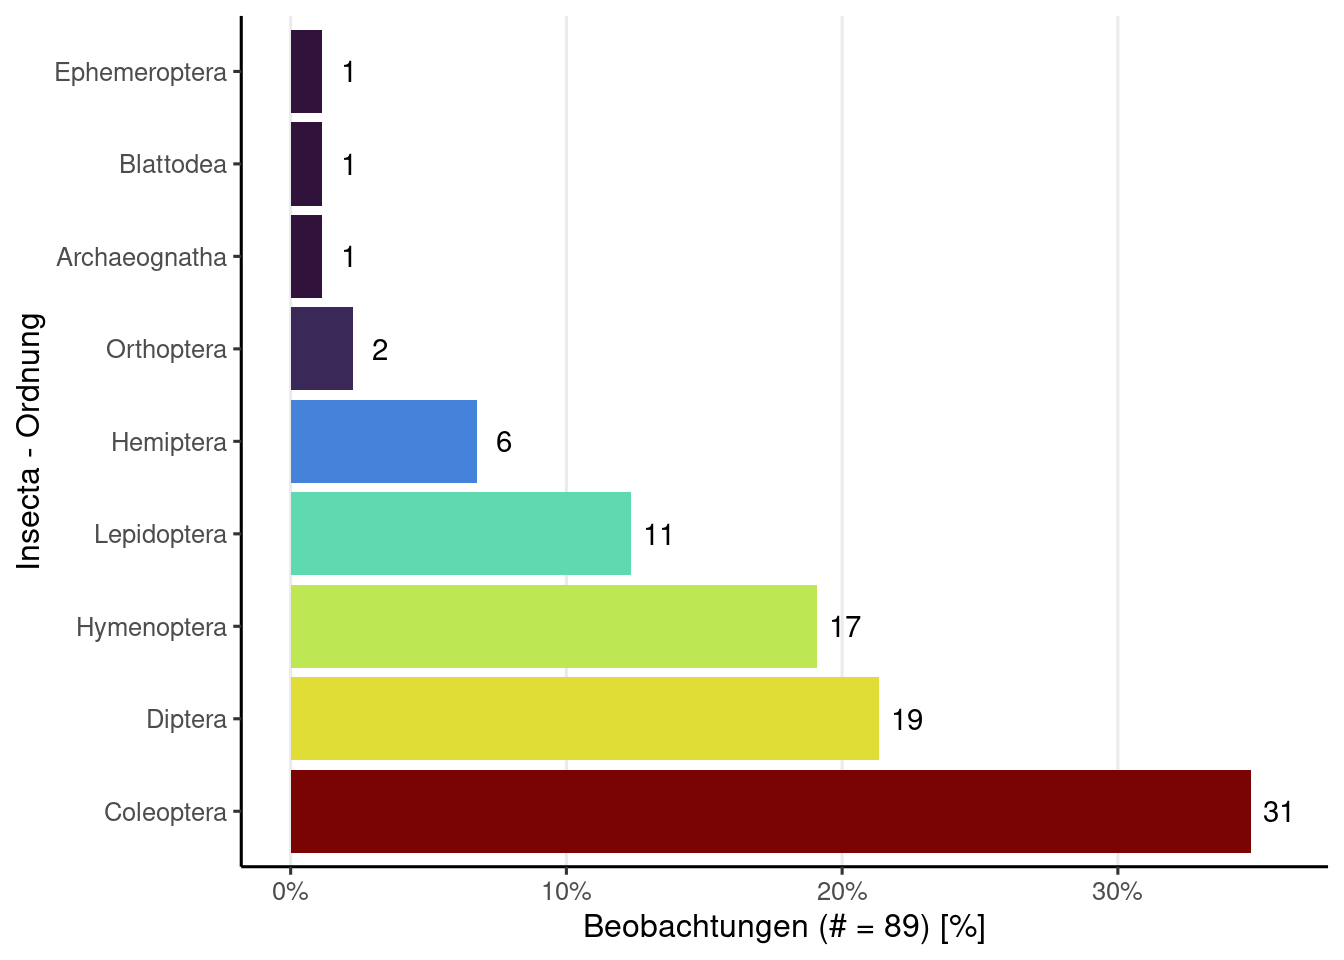 Insecta - Ordnung
Ephemeroptera 1
Blattodea 1
Archaeognatha 1
Orthoptera 2
Hemiptera 6
Lepidoptera 11
Hymenoptera 17
Diptera 19
Coleoptera 31
0% 10% 20% 30%
Beobachtungen (# = 89) [%]